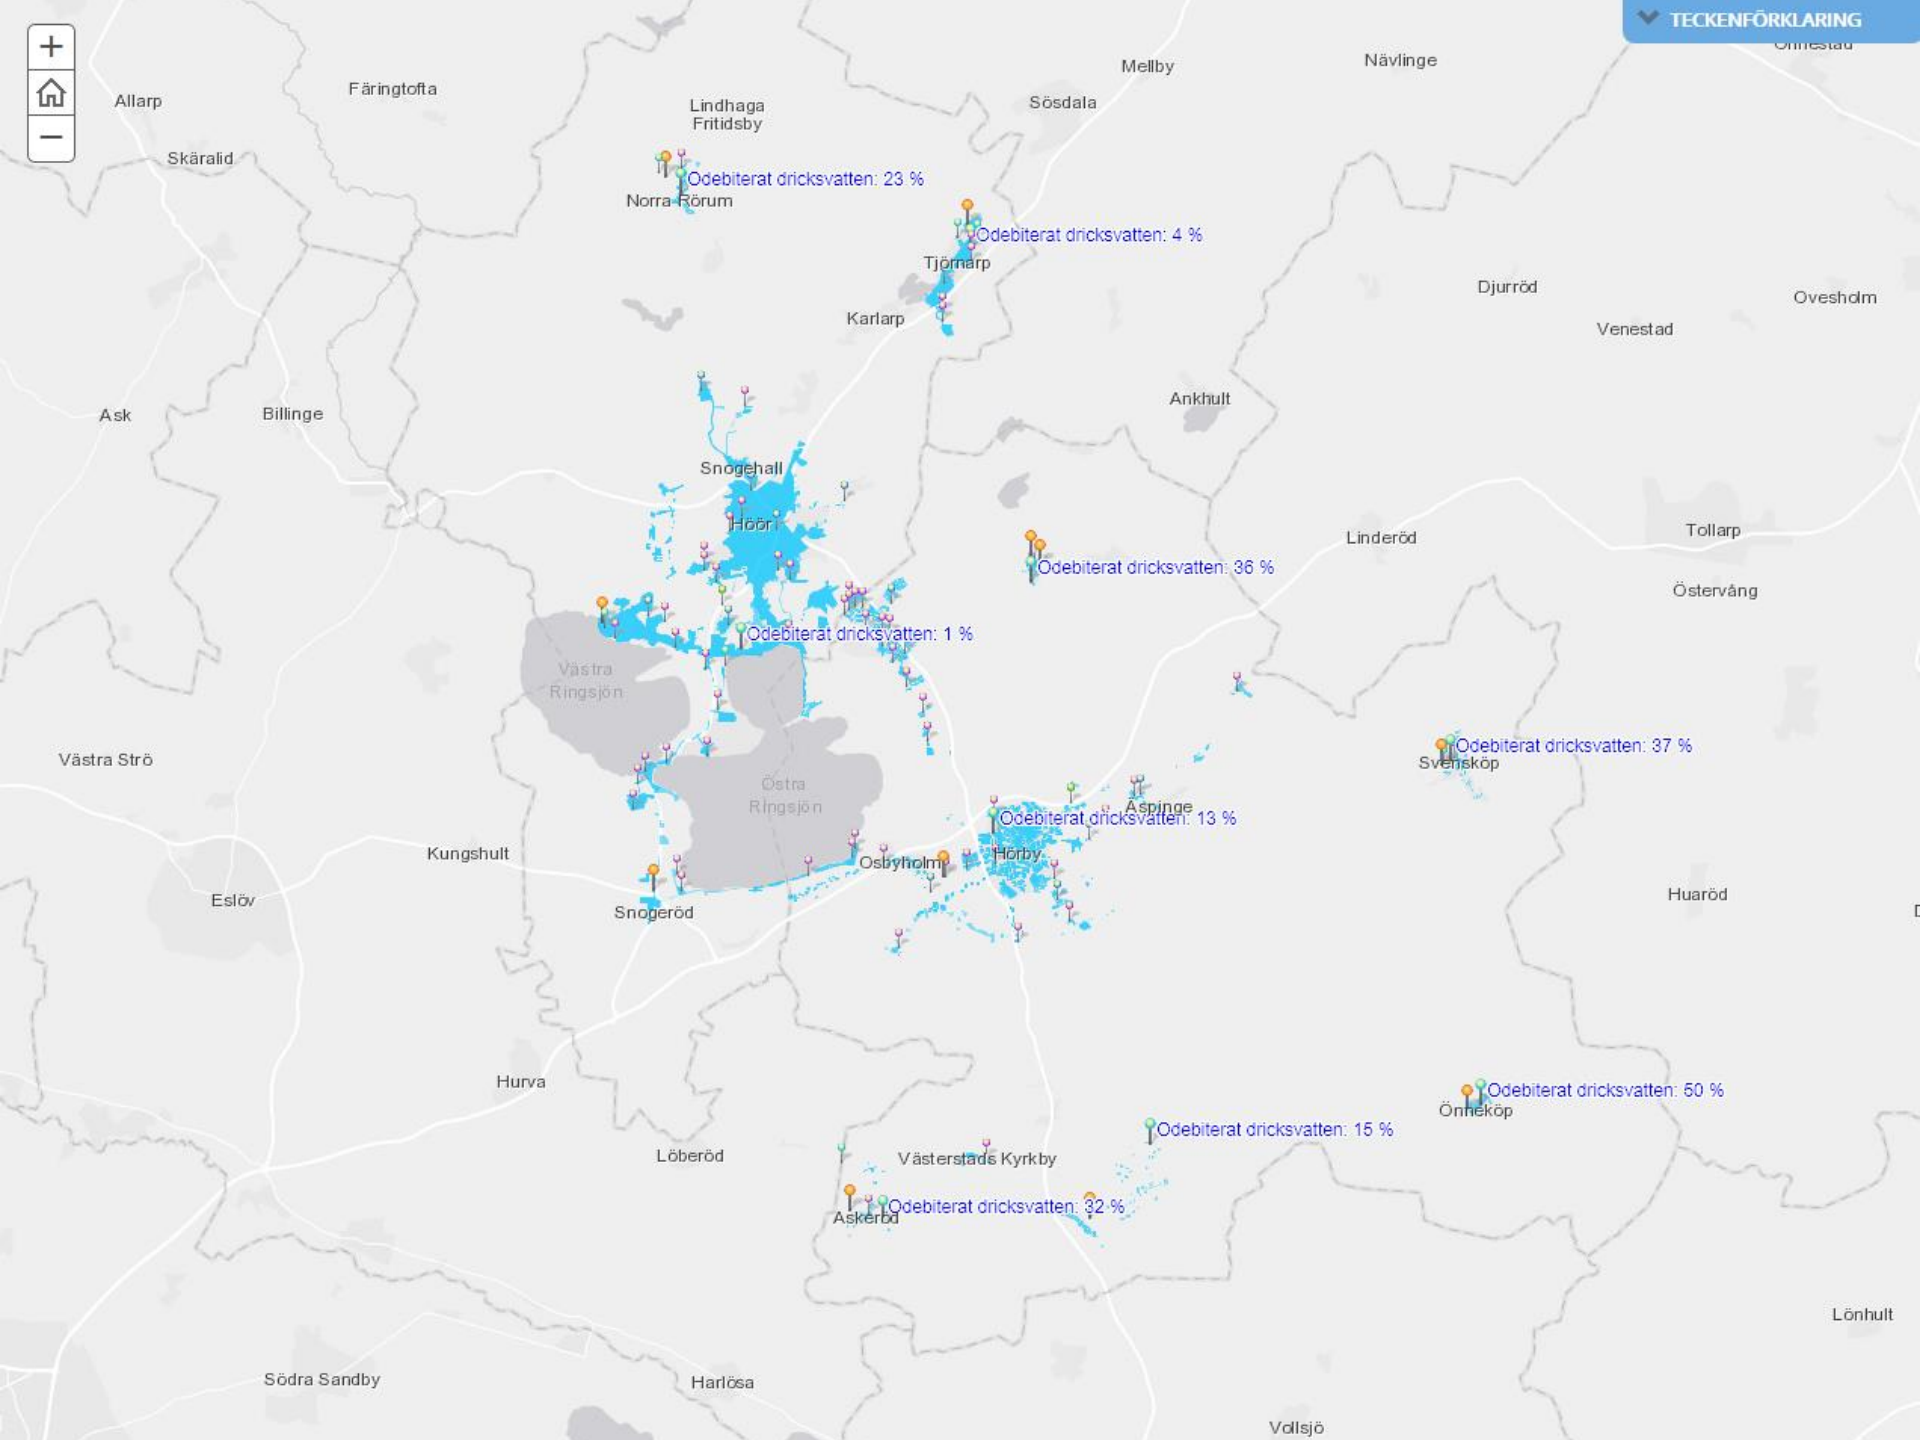 TECKENFÖRKLARING
+
−
Mellby
Nävlinge
Önnestad
Färingtofta
Allarp
Lindhaga
Fritidsby
Sösdala
Skäralid
Odebiterat dricksvatten: 23 %
Norra Rörum
Odebiterat dricksvatten: 4 %
Tjörnarp
Djurröd
Ovesholm
Karlarp
Venestad
Ankhult
Ask
Billinge
Snogehall
Höör
Linderöd
Tollarp
Odebiterat dricksvatten: 36 %
Östervång
Odebiterat dricksvatten: 1 %
Västra
Ringsjön
Odebiterat dricksvatten: 37 %
Svensköp
Västra Strö
Östra
Ringsjön
Äspinge
Odebiterat dricksvatten: 13 %
Kungshult
Osbyholm
Hörby
Eslöv
Snogeröd
Huaröd
Hurva
Odebiterat dricksvatten: 50 %
Önneköp
Odebiterat dricksvatten: 15 %
Löberöd
Västerstads Kyrkby
Odebiterat dricksvatten: 32 %
Askeröd
Lönhult
Södra Sandby
Harlösa
Vollsjö